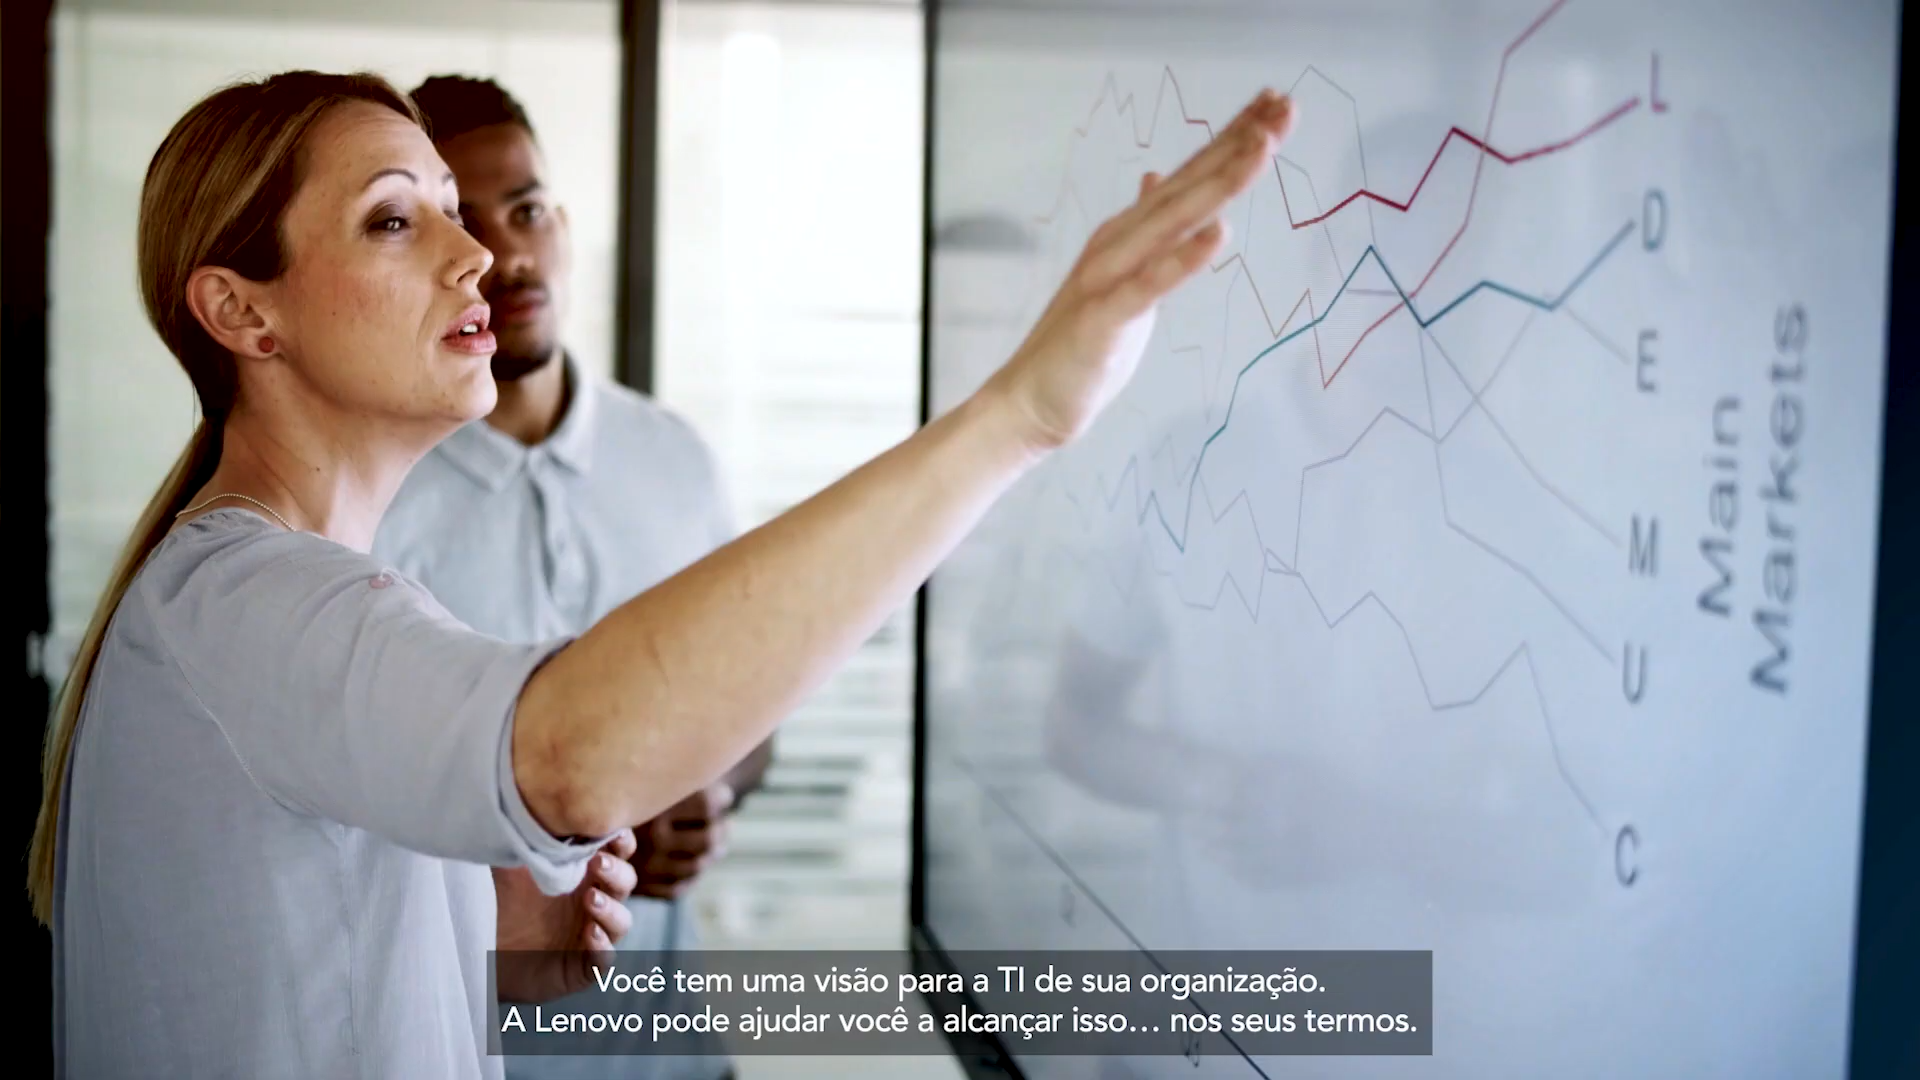 L
D
E
M
U
C
Main
Markets
Você tem uma visão para a TI de sua organização.
A Lenovo pode ajudar você a alcançar isso... nos seus termos.